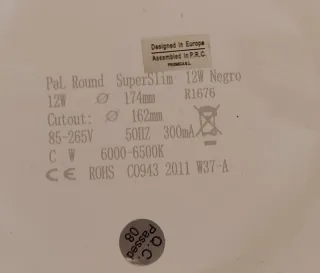 Designed in Europe
Assembled in P.R.C.
PaL Round SuperSlim 12W Negro
12W Ø 174mm R1676
Cutout: Ø 162mm
85-265V 50HZ 300mA
C W 6000-6500K
CE ROHS C0943 2011 W37-A
Q.C
Passed
08